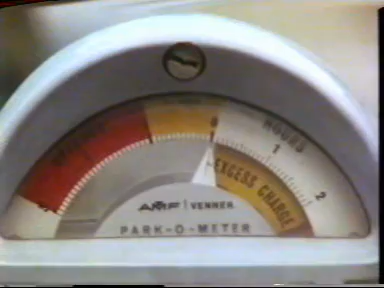 HOURS
0 1 2
EXCESS CHARGE
AMF VENNER
PARK-O-METER